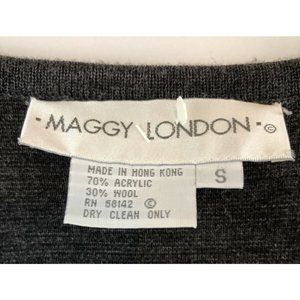 - MAGGY LONDON - ©
MADE IN HONG KONG
70% ACRYLIC
30% WOOL
RN 58142 ©
DRY CLEAN ONLY
S